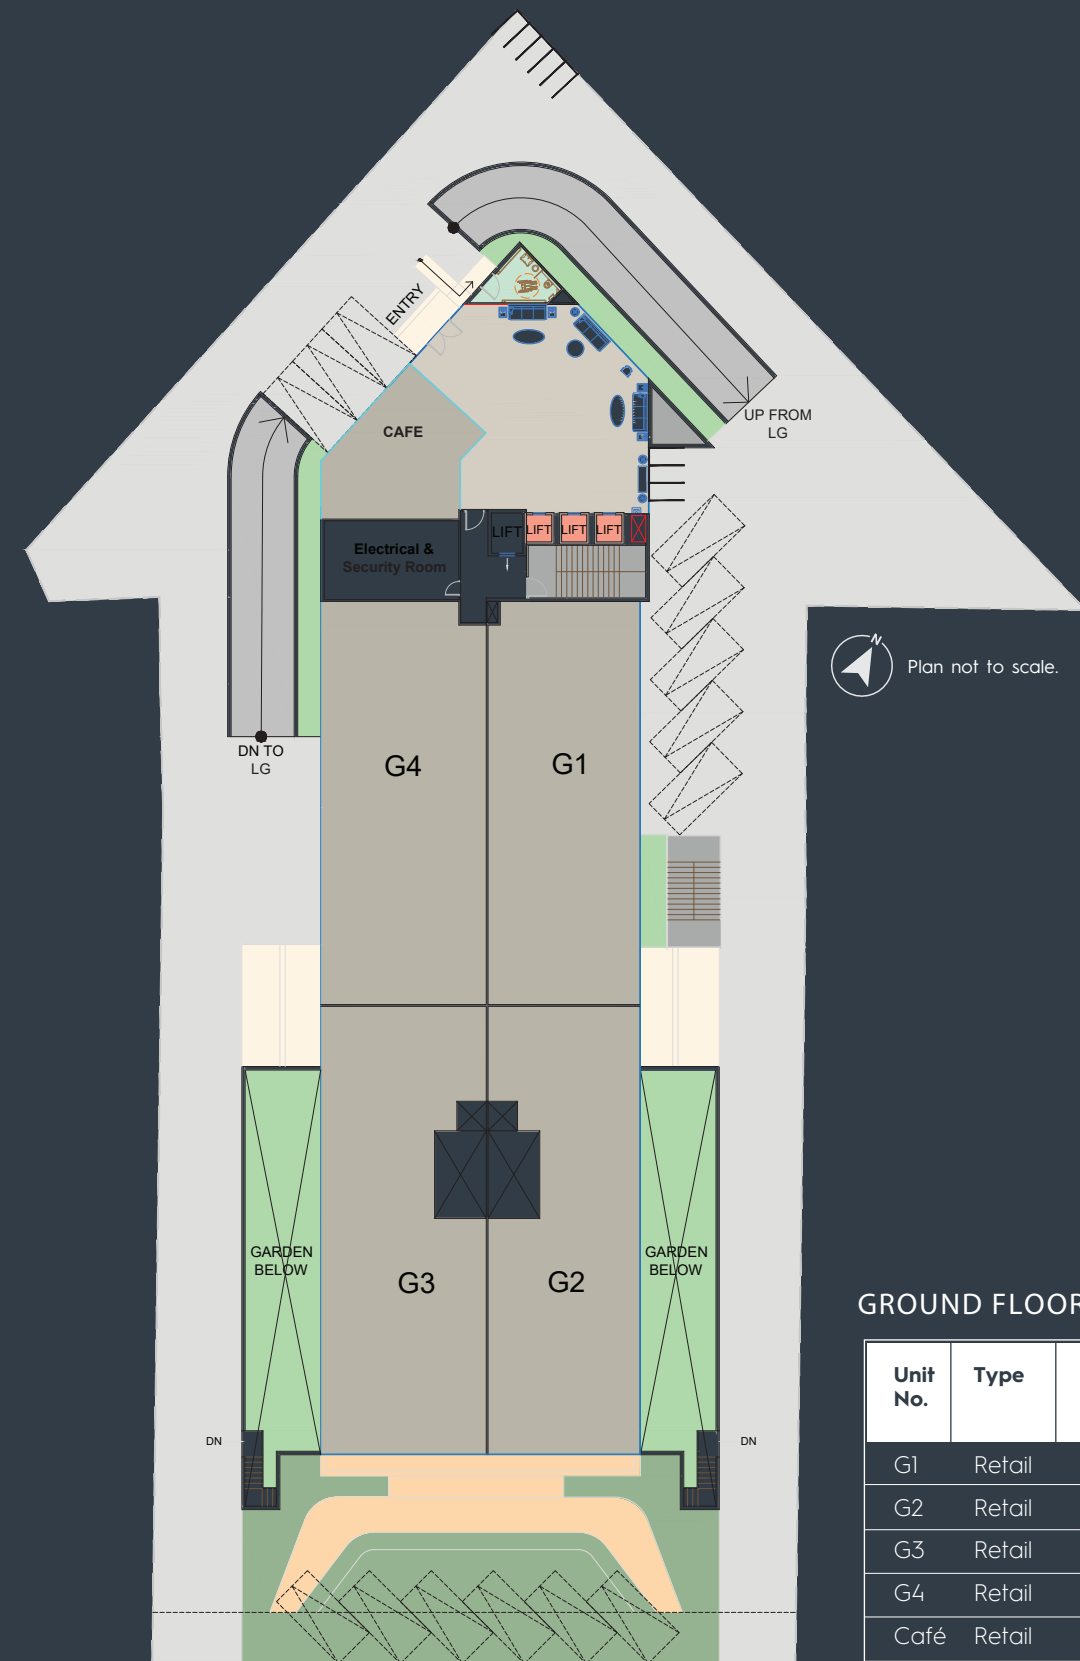 ENTRY
CAFE
UP FROM
LG
LIFT
LIFT
LIFT
LIFT
Electrical &
Security Room
N
Plan not to scale.
DN TO
LG
G4
G1
GARDEN
BELOW
GARDEN
BELOW
G3
G2
GROUND FLOOR
Unit
No.
Type
DN
DN
G1 Retail
G2 Retail
G3 Retail
G4 Retail
Café Retail